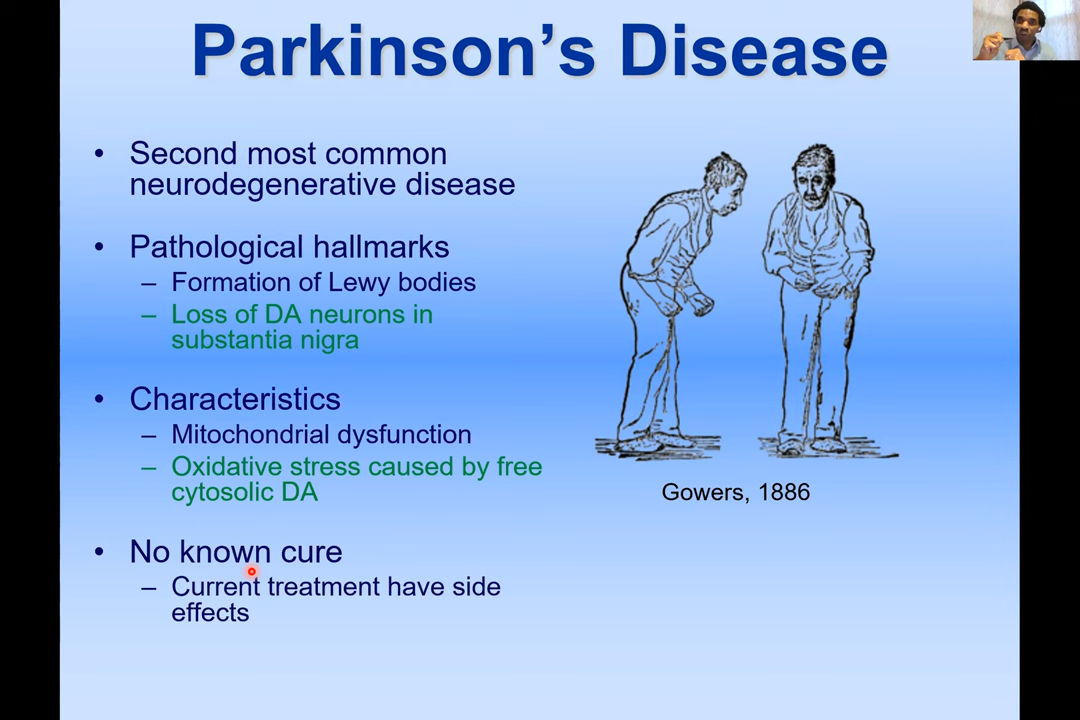 Parkinson’s Disease
• Second most common
neurodegenerative disease
• Pathological hallmarks
– Formation of Lewy bodies
– Loss of DA neurons in
substantia nigra
• Characteristics
– Mitochondrial dysfunction
– Oxidative stress caused by free
cytosolic DA
• No known cure
– Current treatment have side
effects
Gowers, 1886